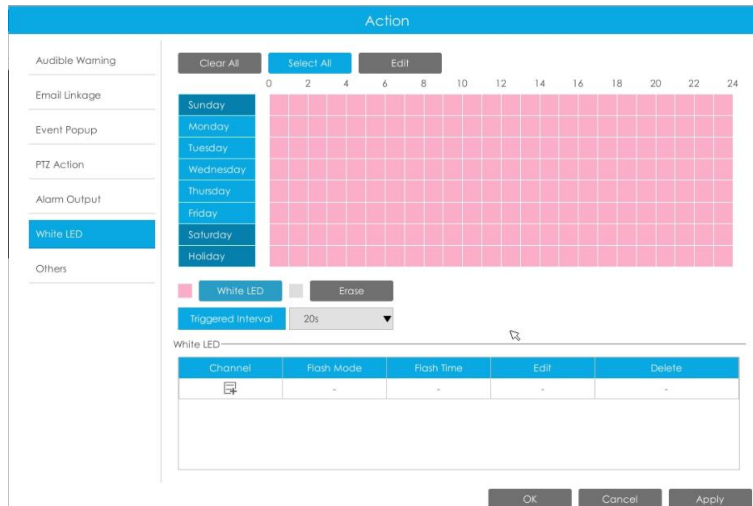 Action
Audible Warning
Email Linkage
Event Popup
PTZ Action
Alarm Output
White LED
Others
Clear All Select All Edit
0 2 4 6 8 10 12 14 16 18 20 22 24
Sunday
Monday
Tuesday
Wednesday
Thursday
Friday
Saturday
Holiday
White LED Erase
Triggered Interval 20s
White LED
Channel Flash Mode Flash Time Edit Delete
- - - -
OK Cancel Apply